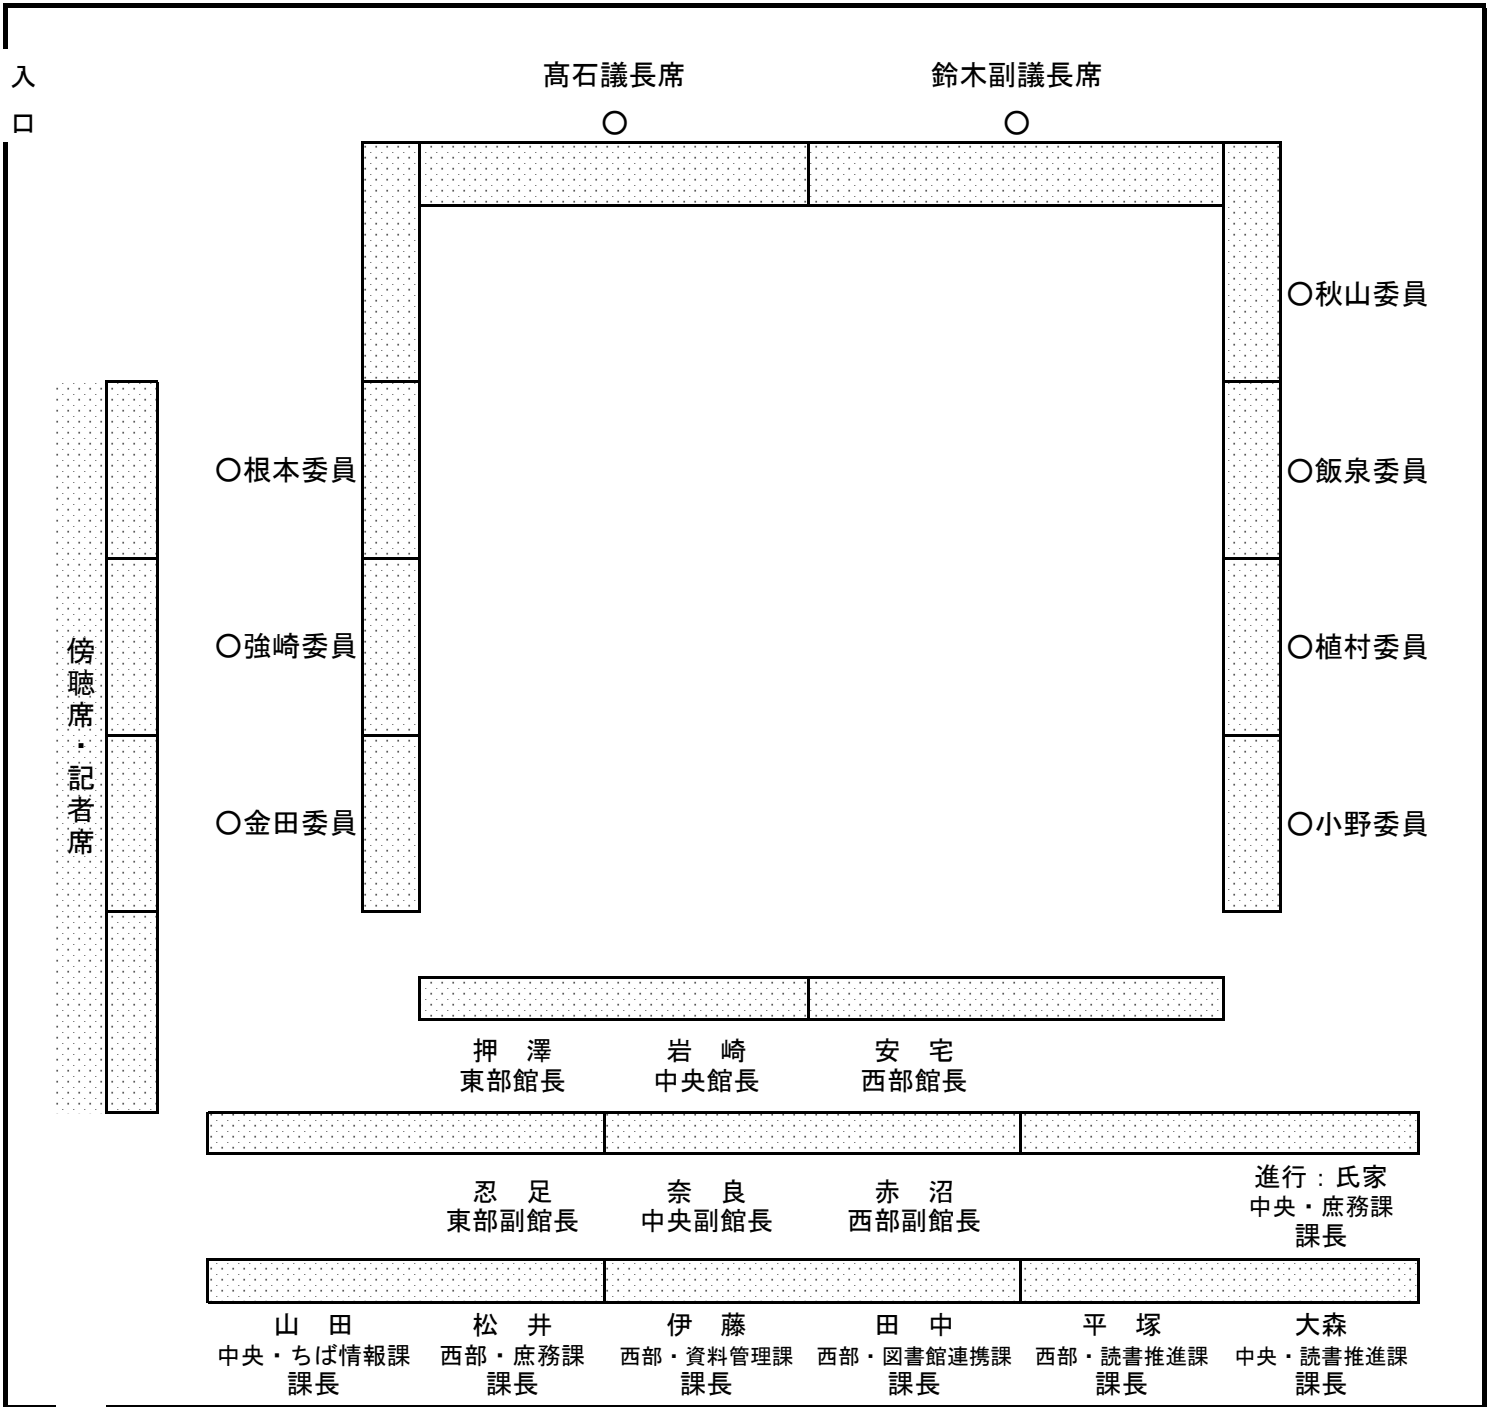 入
口
髙石議長席
鈴木副議長席
○
○
○秋山委員
○根本委員
○飯泉委員
○強崎委員
○植村委員
○金田委員
○小野委員
傍聴席・記者席
押　澤
東部館長
岩　崎
中央館長
安　宅
西部館長
忍　足
東部副館長
奈　良
中央副館長
赤　沼
西部副館長
進行：氏家
中央・庶務課
課長
山　田
中央・ちば情報課
課長
松　井
西部・庶務課
課長
伊　藤
西部・資料管理課
課長
田　中
西部・図書館連携課
課長
平　塚
西部・読書推進課
課長
大森
中央・読書推進課
課長